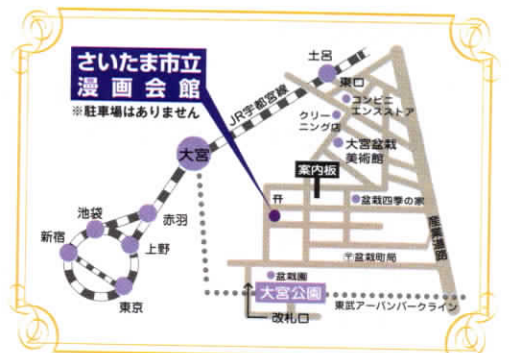 さいたま市立
漫画会館
※駐車場はありません
土呂
東口
コンビニ
エンスストア
クリー
ニング店
大宮盆栽
美術館
JR宇都宮線
大宮
案内板
盆栽四季の家
池袋
赤羽
新宿
上野
東京
〒盆栽町局
盆栽園
大宮公園
東武アーバンパークライン
改札口